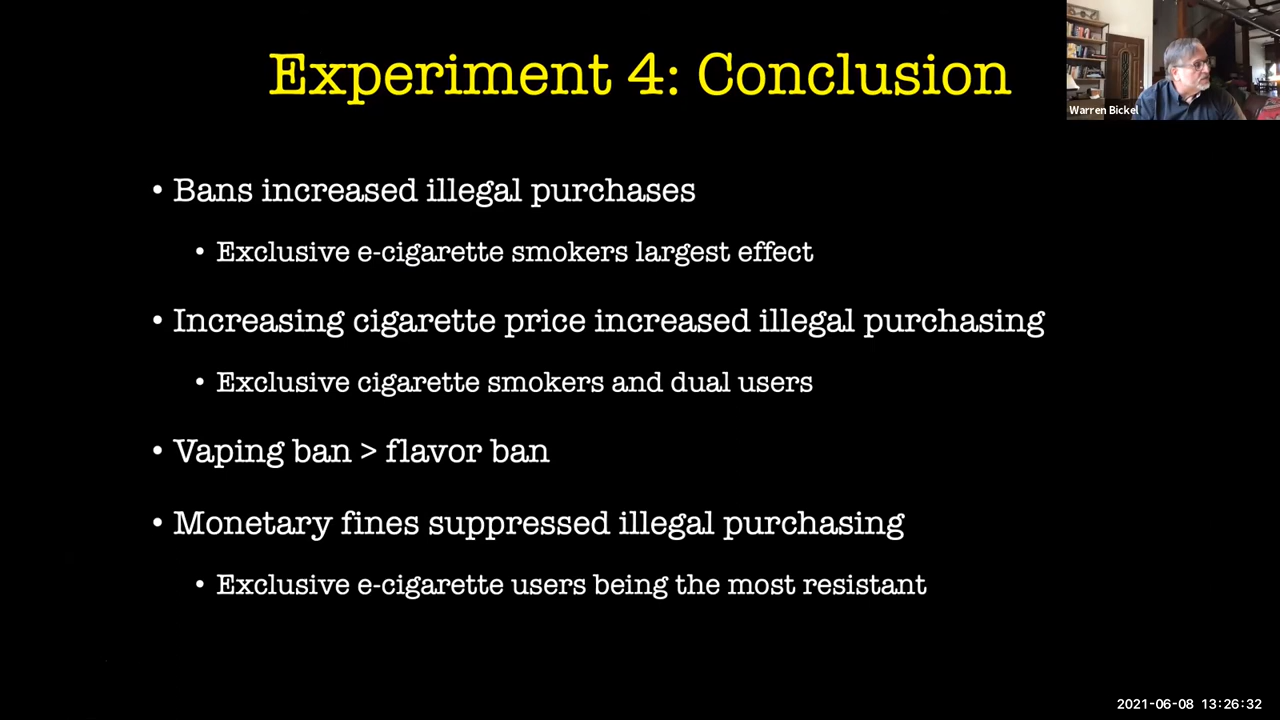 Experiment 4: Conclusion
Warren Bickel
• Bans increased illegal purchases
• Exclusive e-cigarette smokers largest effect
• Increasing cigarette price increased illegal purchasing
• Exclusive cigarette smokers and dual users
• Vaping ban > flavor ban
• Monetary fines suppressed illegal purchasing
• Exclusive e-cigarette users being the most resistant
2021-06-08 13:26:32